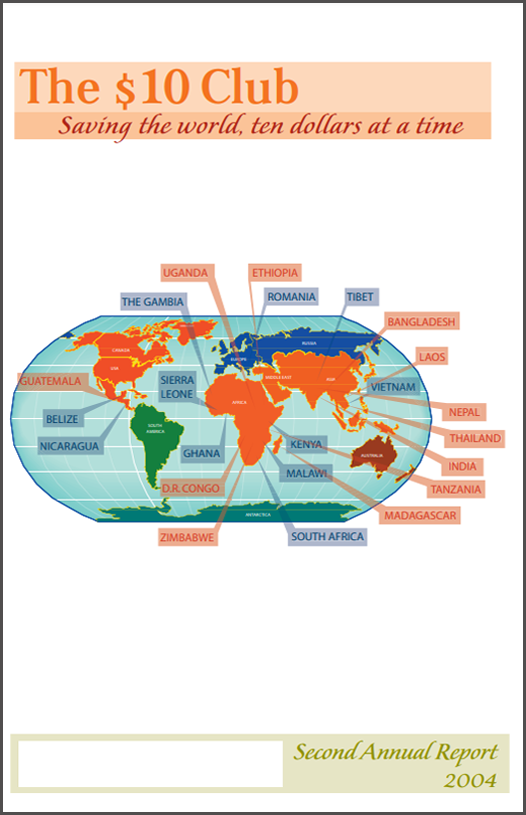 The $10 Club
Saving the world, ten dollars at a time
UGANDA
ETHIOPIA
THE GAMBIA
ROMANIA
TIBET
BANGLADESH
LAOS
GUATEMALA
SIERRA
LEONE
VIETNAM
BELIZE
NEPAL
NICARAGUA
GHANA
KENYA
THAILAND
INDIA
MALAWI
D.R. CONGO
TANZANIA
MADAGASCAR
ZIMBABWE
SOUTH AFRICA
CANADA
USA
SOUTH
AMERICA
EUROPE
RUSSIA
MIDDLE EAST
ASIA
AFRICA
AUSTRALIA
ANTARCTICA
Second Annual Report
2004